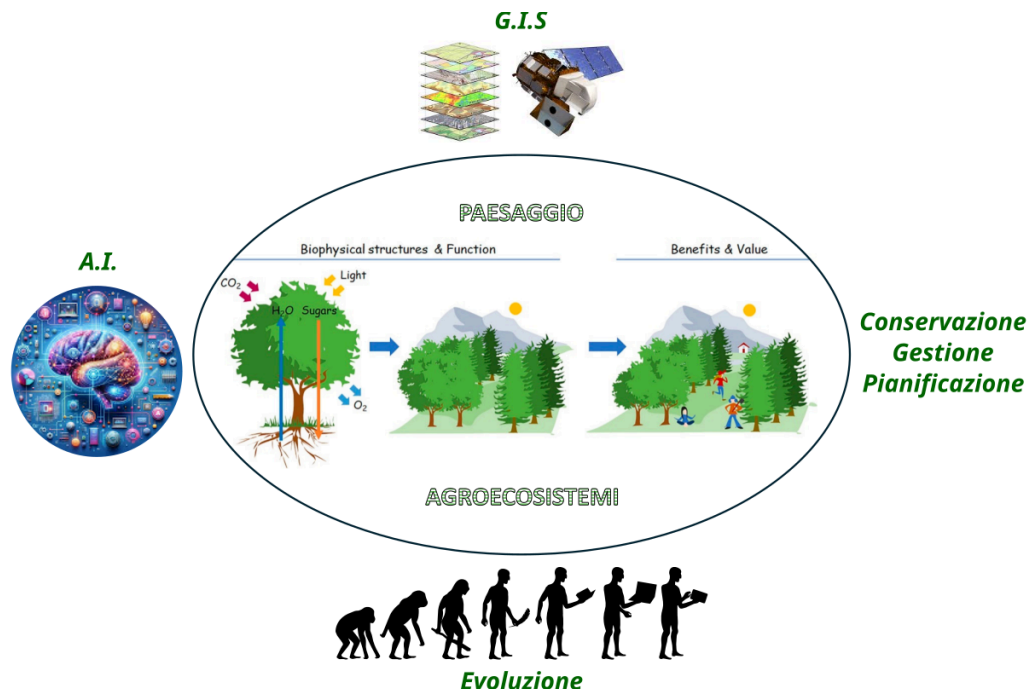 G.I.S
PAESAGGIO
Biophysical structures & Function
Benefits & Value
A.I.
CO₂
Light
H₂O
Sugars
O₂
Conservazione
Gestione
Pianificazione
AGROECOSISTEMI
Evoluzione